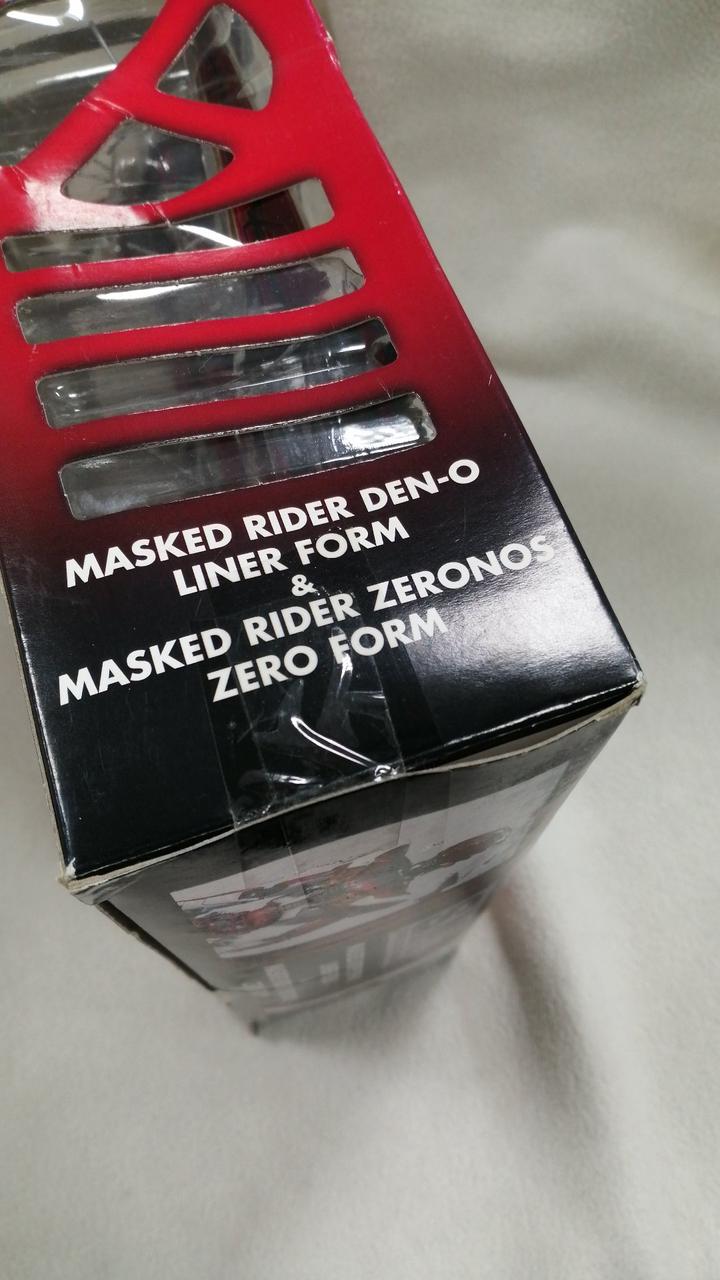 MASKED RIDER DEN-O
LINER FORM
&
MASKED RIDER ZERONOS
ZERO FORM